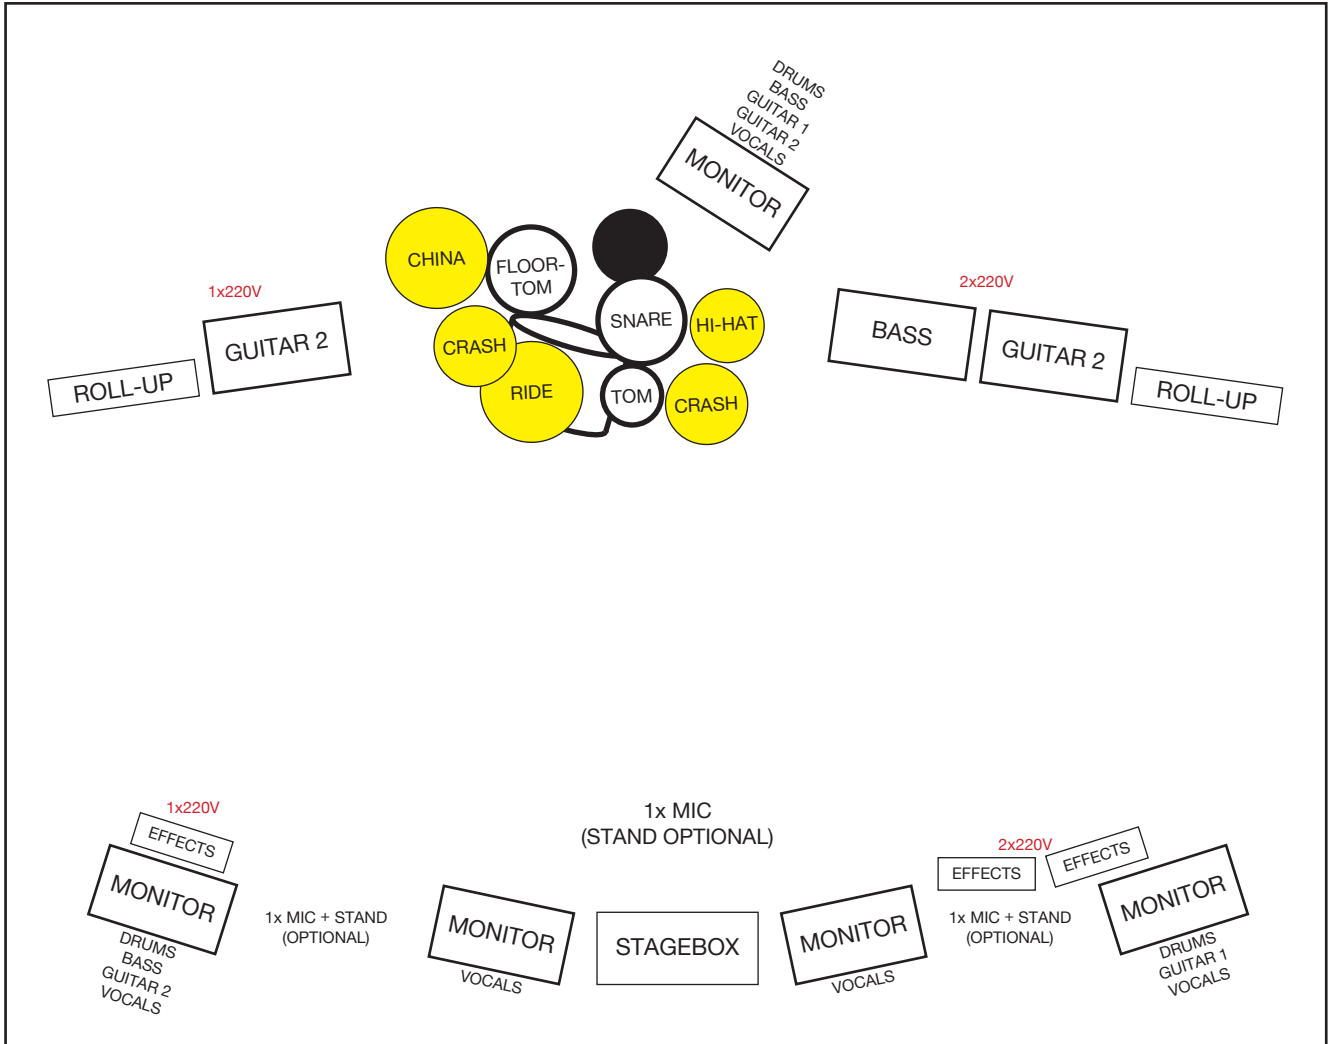 DRUMS
BASS
GUITAR 1
GUITAR 2
VOCALS
MONITOR
CHINA
FLOOR-
TOM
SNARE
HI-HAT
CRASH
RIDE
TOM
CRASH
1x220V
GUITAR 2
ROLL-UP
2x220V
BASS
GUITAR 2
ROLL-UP
1x220V
EFFECTS
MONITOR
DRUMS
BASS
GUITAR 2
VOCALS
1x MIC + STAND
(OPTIONAL)
1x MIC
(STAND OPTIONAL)
MONITOR
VOCALS
STAGEBOX
MONITOR
VOCALS
2x220V
EFFECTS
EFFECTS
1x MIC + STAND
(OPTIONAL)
MONITOR
DRUMS
GUITAR 1
VOCALS